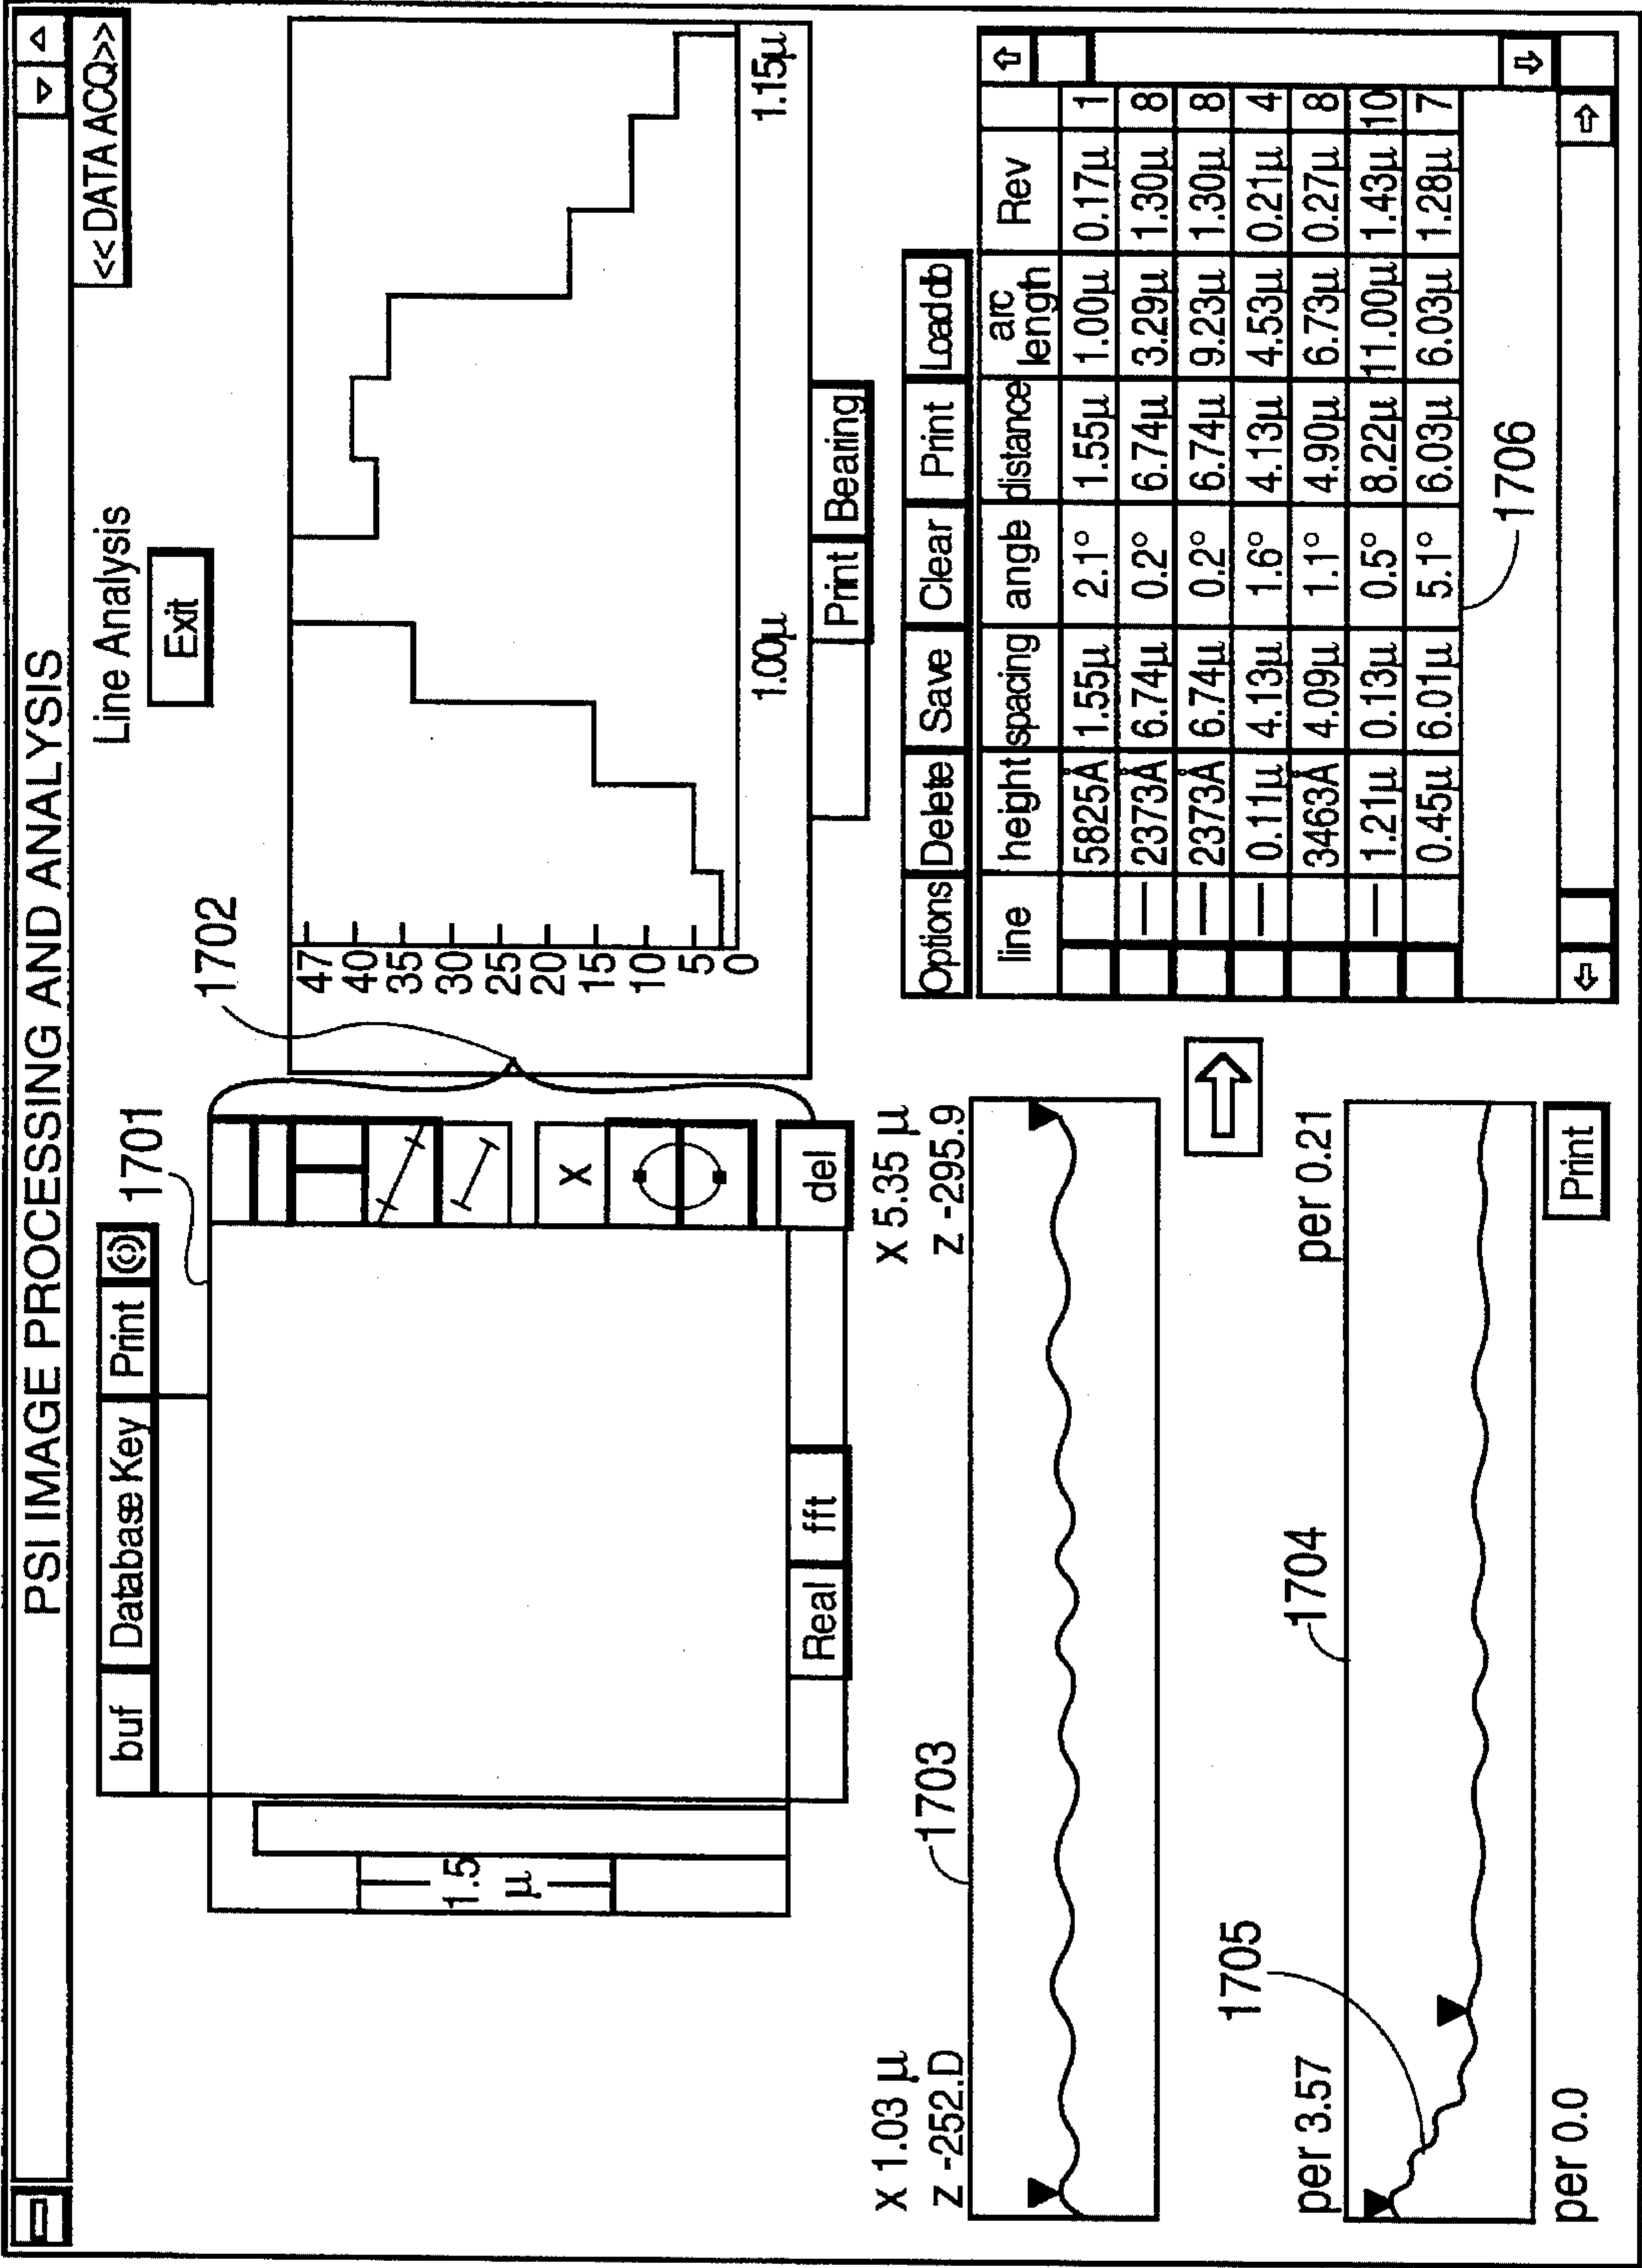 PSI IMAGE PROCESSING AND ANALYSIS
<<DATA ACQ>>
Line Analysis
Exit
buf Database Key Print
1701
1702
1.5
µ
X
del
Real fft
47
40
35
30
25
20
15
10
5
0
1.00µ
1.15µ
Print Bearing
x 1.03 µ
z -252.D
1703
x 5.35 µ
z -295.9
per 3.57
1705
1704
per 0.21
per 0.0
Print
Options Delete Save Clear Print Load db
line height spacing angle distance arc length Rev
5825Å 1.55µ 2.1° 1.55µ 1.00µ 0.17µ 1
— 2373Å 6.74µ 0.2° 6.74µ 3.29µ 1.30µ 8
— 2373Å 6.74µ 0.2° 6.74µ 9.23µ 1.30µ 8
— 0.11µ 4.13µ 1.6° 4.13µ 4.53µ 0.21µ 4
3463Å 4.09µ 1.1° 4.90µ 6.73µ 0.27µ 8
— 1.21µ 0.13µ 0.5° 8.22µ 11.00µ 1.43µ 10
0.45µ 6.01µ 5.1° 6.03µ 6.03µ 1.28µ 7
1706